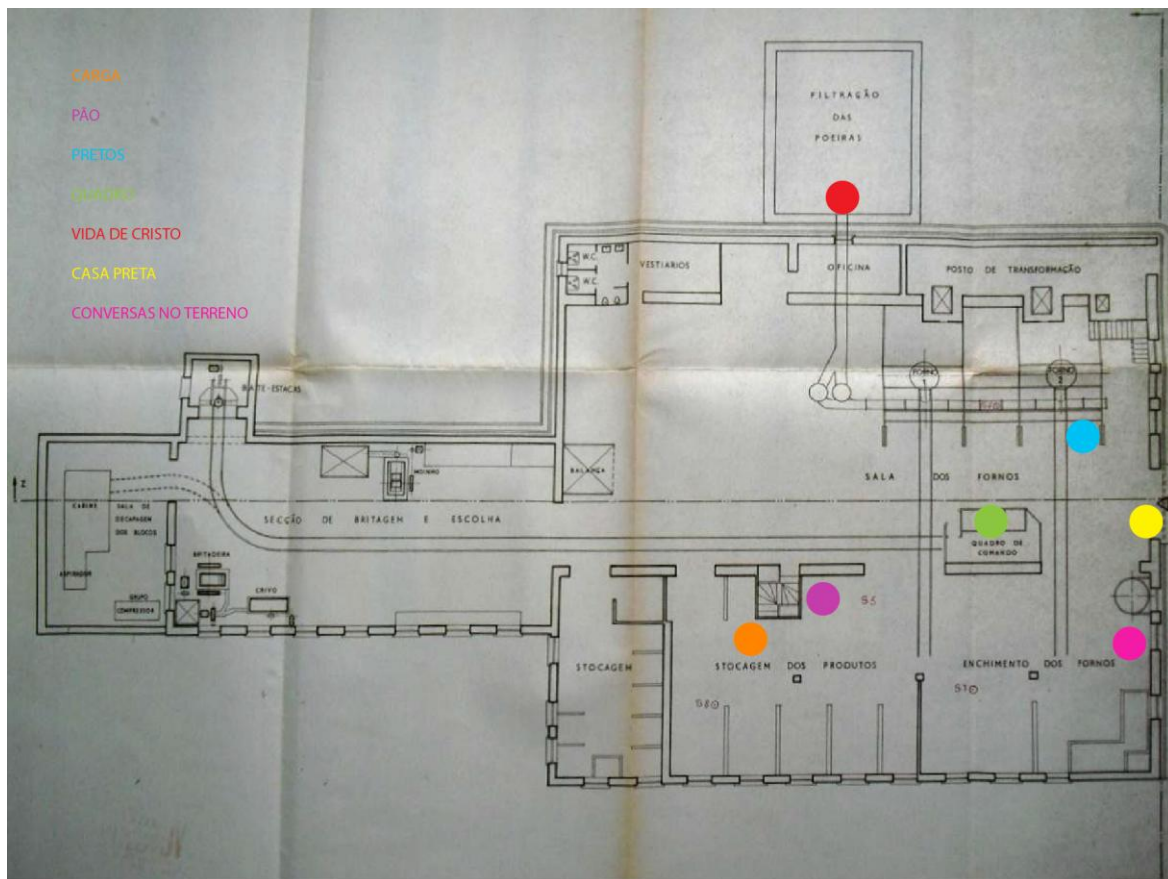 CANGA
PÃO
PRETOS
QUADRO
VIDA DE CRISTO
CASA PRETA
CONVERSAS NO TERRENO
FILTRAÇÃO
DAS
POEIRAS
W.C.
W.C.
VESTIARIOS
OFICINA
POSTO DE TRANSFORMAÇÃO
BATE-ESTACAS
FORNO
1
FORNO
2
MOINHO
BALANÇA
SALA DOS FORNOS
Z
CABINE
SALA DE
DECAPAGEM
DOS BLOCOS
SECÇÃO DE BRITAGEM E ESCOLHA
QUADRO DE
COMANDO
BRITADEIRA
ASPIRADOR
CRIVO
GRUPO
COMPRESSOR
STOCAGEM
STOCAGEM DOS PRODUTOS
ENCHIMENTO DOS FORNOS